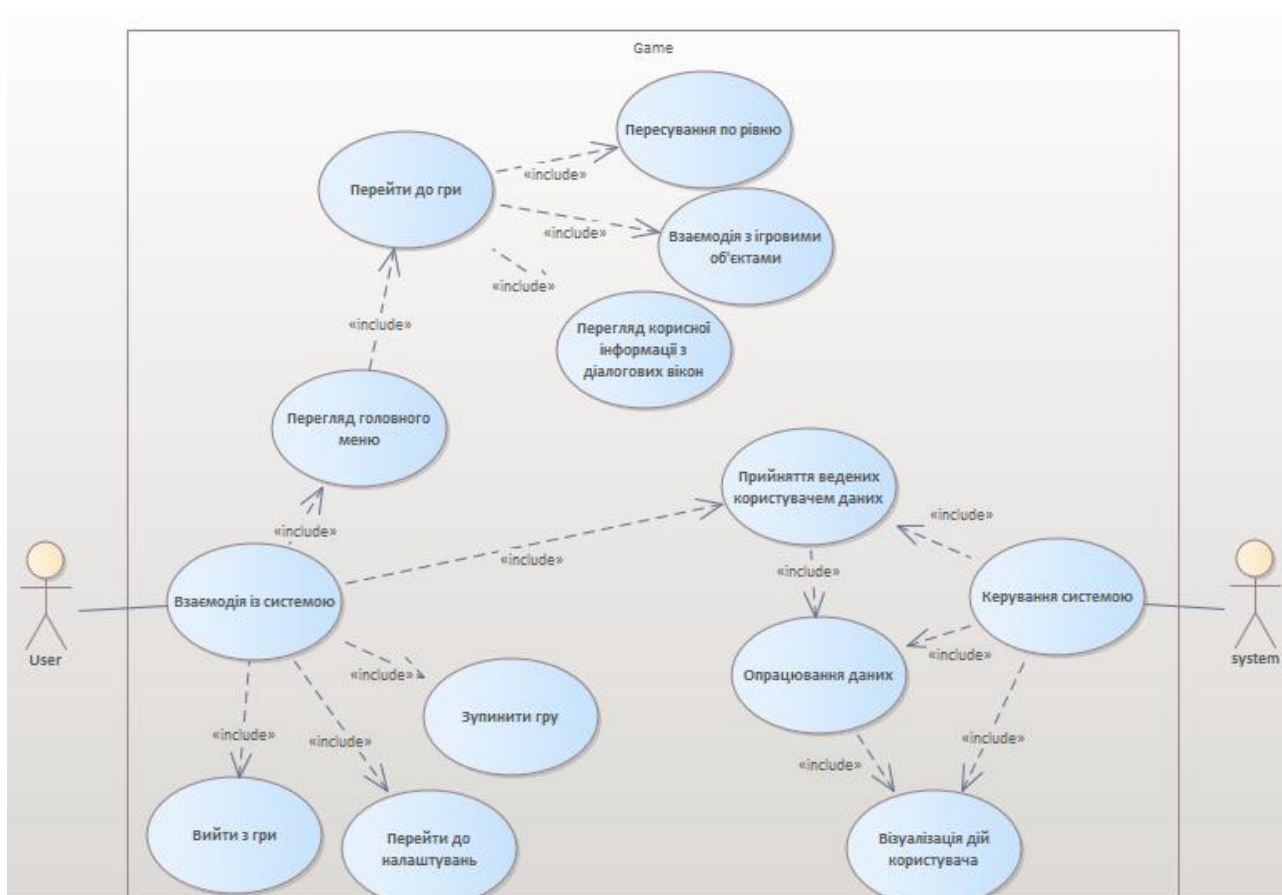 Game
Пересування по рівню
«include»
Перейти до гри
Взаємодія з ігровими
об'єктами
«include»
«include»
Перегляд корисної
інформації з
діалогових вікон
«include»
Перегляд головного
меню
Прийняття ведених
користувачем даних
«include»
«include»
«include»
«include»
Взаємодія із системою
Керування системою
User
system
«include»
«include»
Опрацювання даних
Зупинити гру
«include»
«include»
«include»
«include»
Вийти з гри
Перейти до
налаштувань
Візуалізація дій
користувача